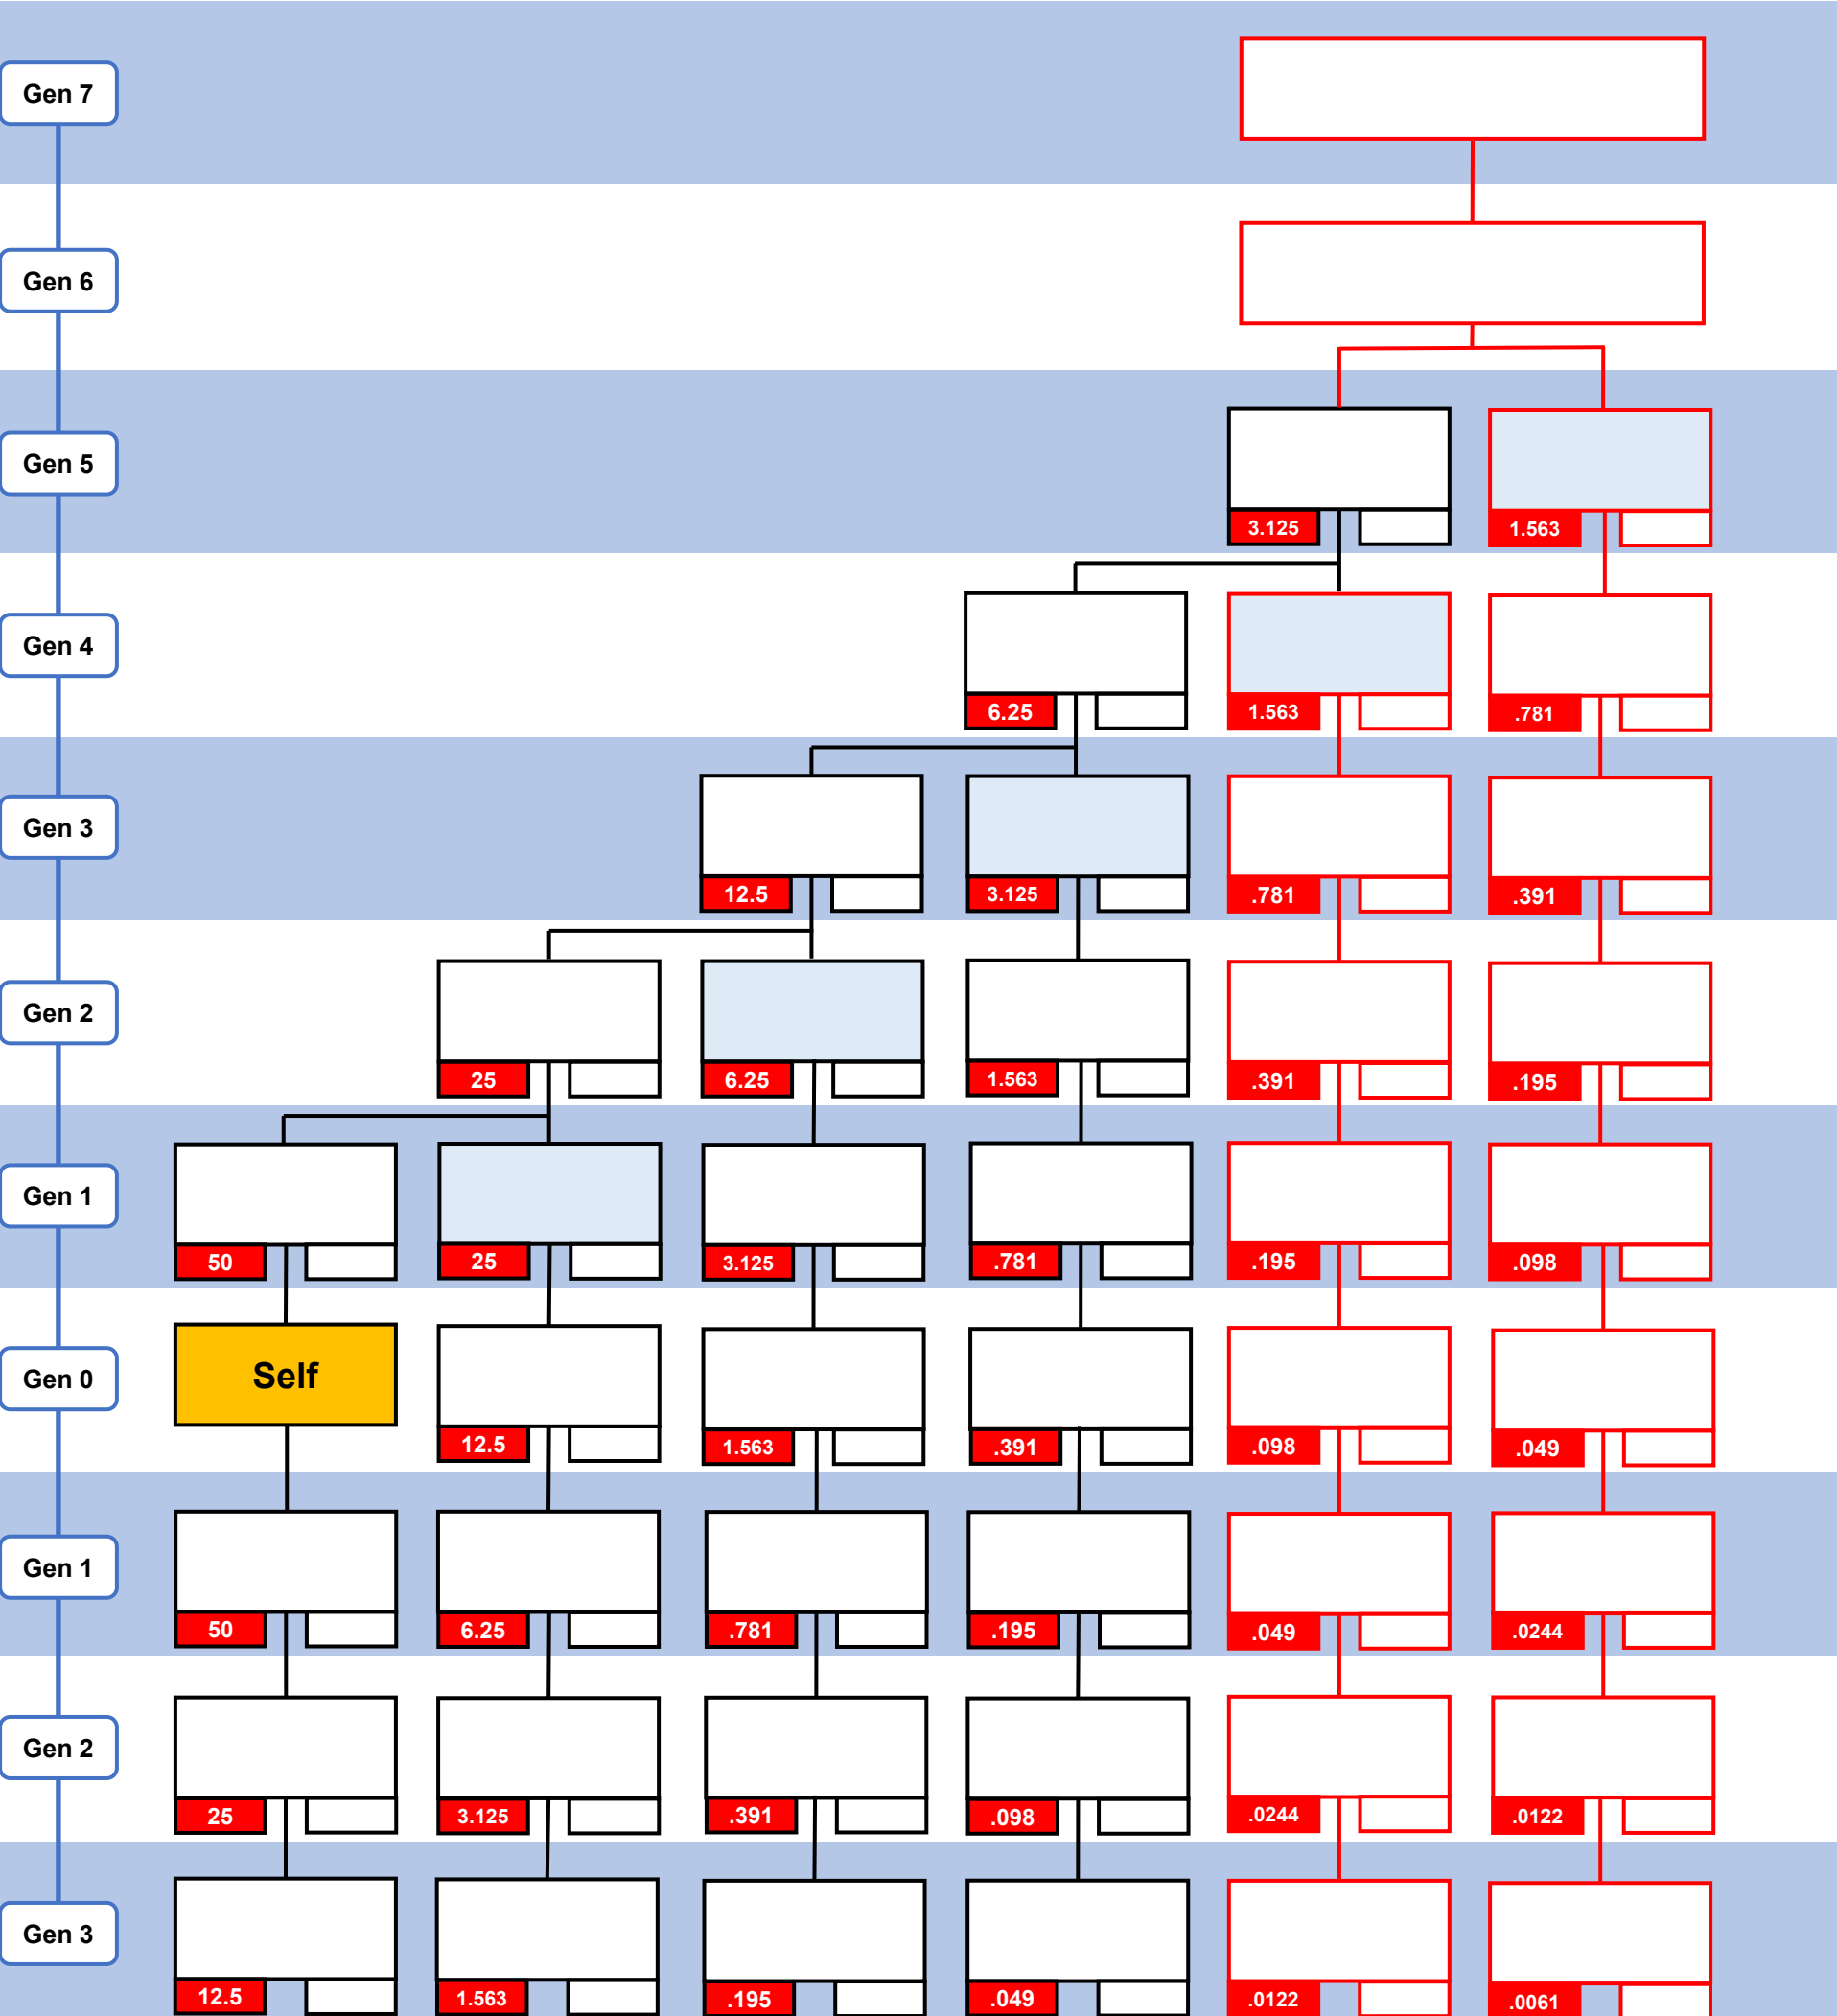 Gen 7
Gen 6
Gen 5
3.125 1.563
Gen 4
6.25 1.563 .781
Gen 3
12.5 3.125 .781 .391
Gen 2
25 6.25 1.563 .391 .195
Gen 1
50 25 3.125 .781 .195 .098
Gen 0 Self
12.5 1.563 .391 .098 .049
Gen 1
50 6.25 .781 .195 .049 .0244
Gen 2
25 3.125 .391 .098 .0244 .0122
Gen 3
12.5 1.563 .195 .049 .0122 .0061